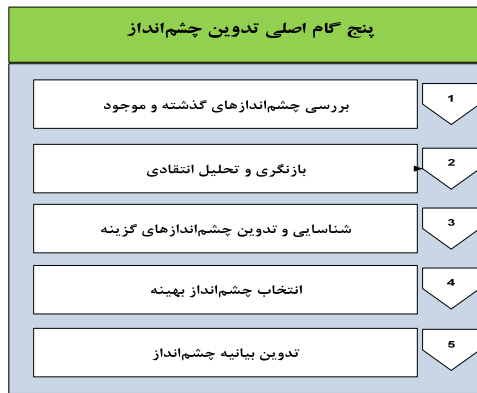 پنج گام اصلی تدوین چشم‌انداز
1 بررسی چشم‌اندازهای گذشته و موجود
2 بازنگری و تحلیل انتقادی
3 شناسایی و تدوین چشم‌اندازهای گزینه
4 انتخاب چشم‌انداز بهینه
5 تدوین بیانیه چشم‌انداز